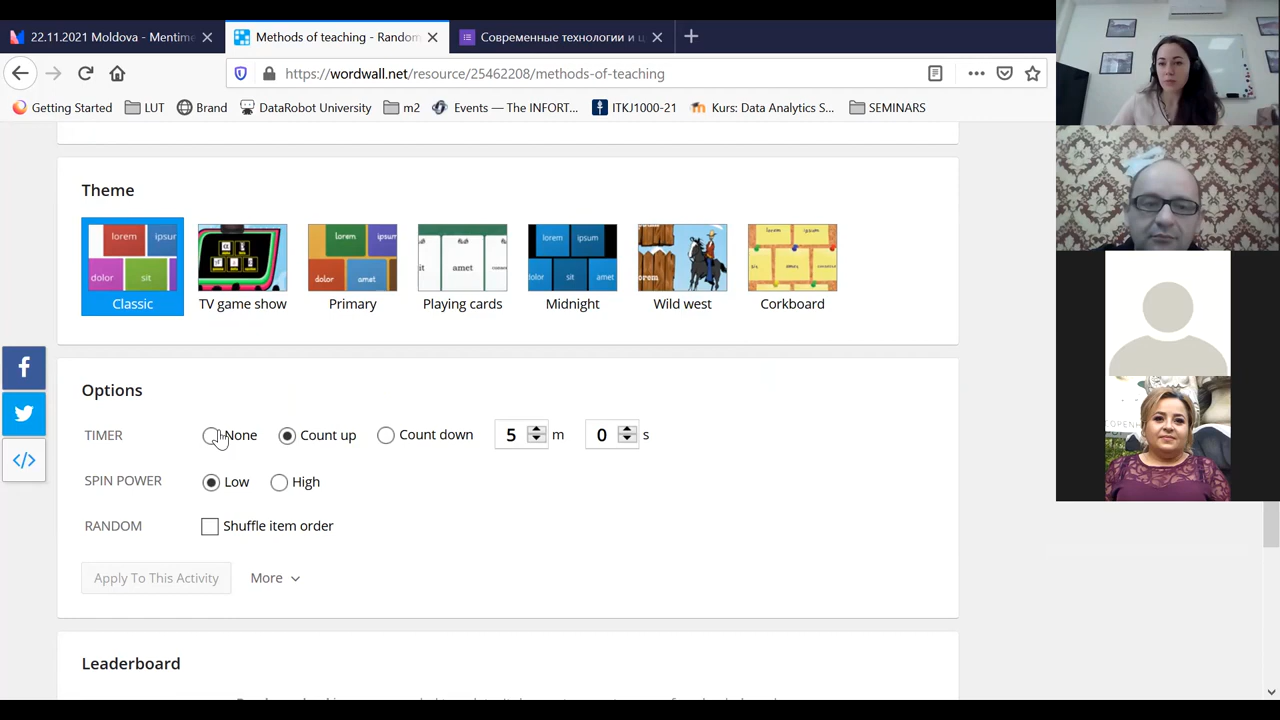 22.11.2021 Moldova - Mentime
Methods of teaching - Random
Современные технологии и ц
https://wordwall.net/resource/25462208/methods-of-teaching
Getting Started
LUT
Brand
DataRobot University
m2
Events — The INFORT...
ITKJ1000-21
Kurs: Data Analytics S...
SEMINARS
Theme
lorem ipsur
dolor sit
lorem ipsum
dolor amet
amet
lorem ipsum
dolor sit amet
lorem ipsum
Classic
TV game show
Primary
Playing cards
Midnight
Wild west
Corkboard
Options
TIMER None Count up Count down 5 m 0 s
SPIN POWER Low High
RANDOM Shuffle item order
Apply To This Activity More
Leaderboard
COPENH